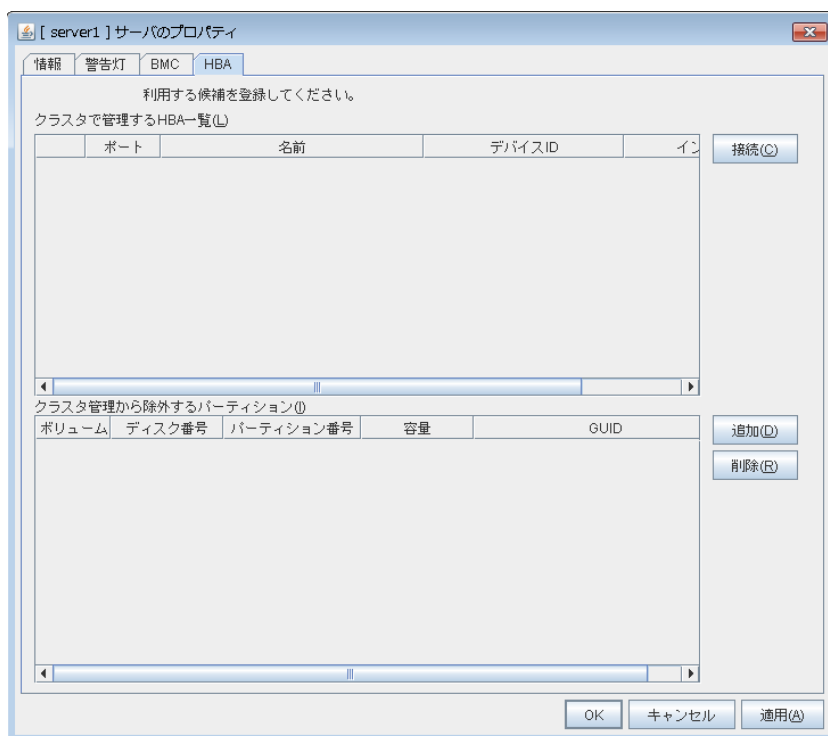 [ server1 ] サーバのプロパティ
情報 警告灯 BMC HBA
利用する候補を登録してください。
クラスタで管理するHBA一覧(L)
ポート 名前 デバイスID イン
接続(C)
クラスタ管理から除外するパーティション(I)
ボリューム ディスク番号 パーティション番号 容量 GUID
追加(D)
削除(R)
OK キャンセル 適用(A)